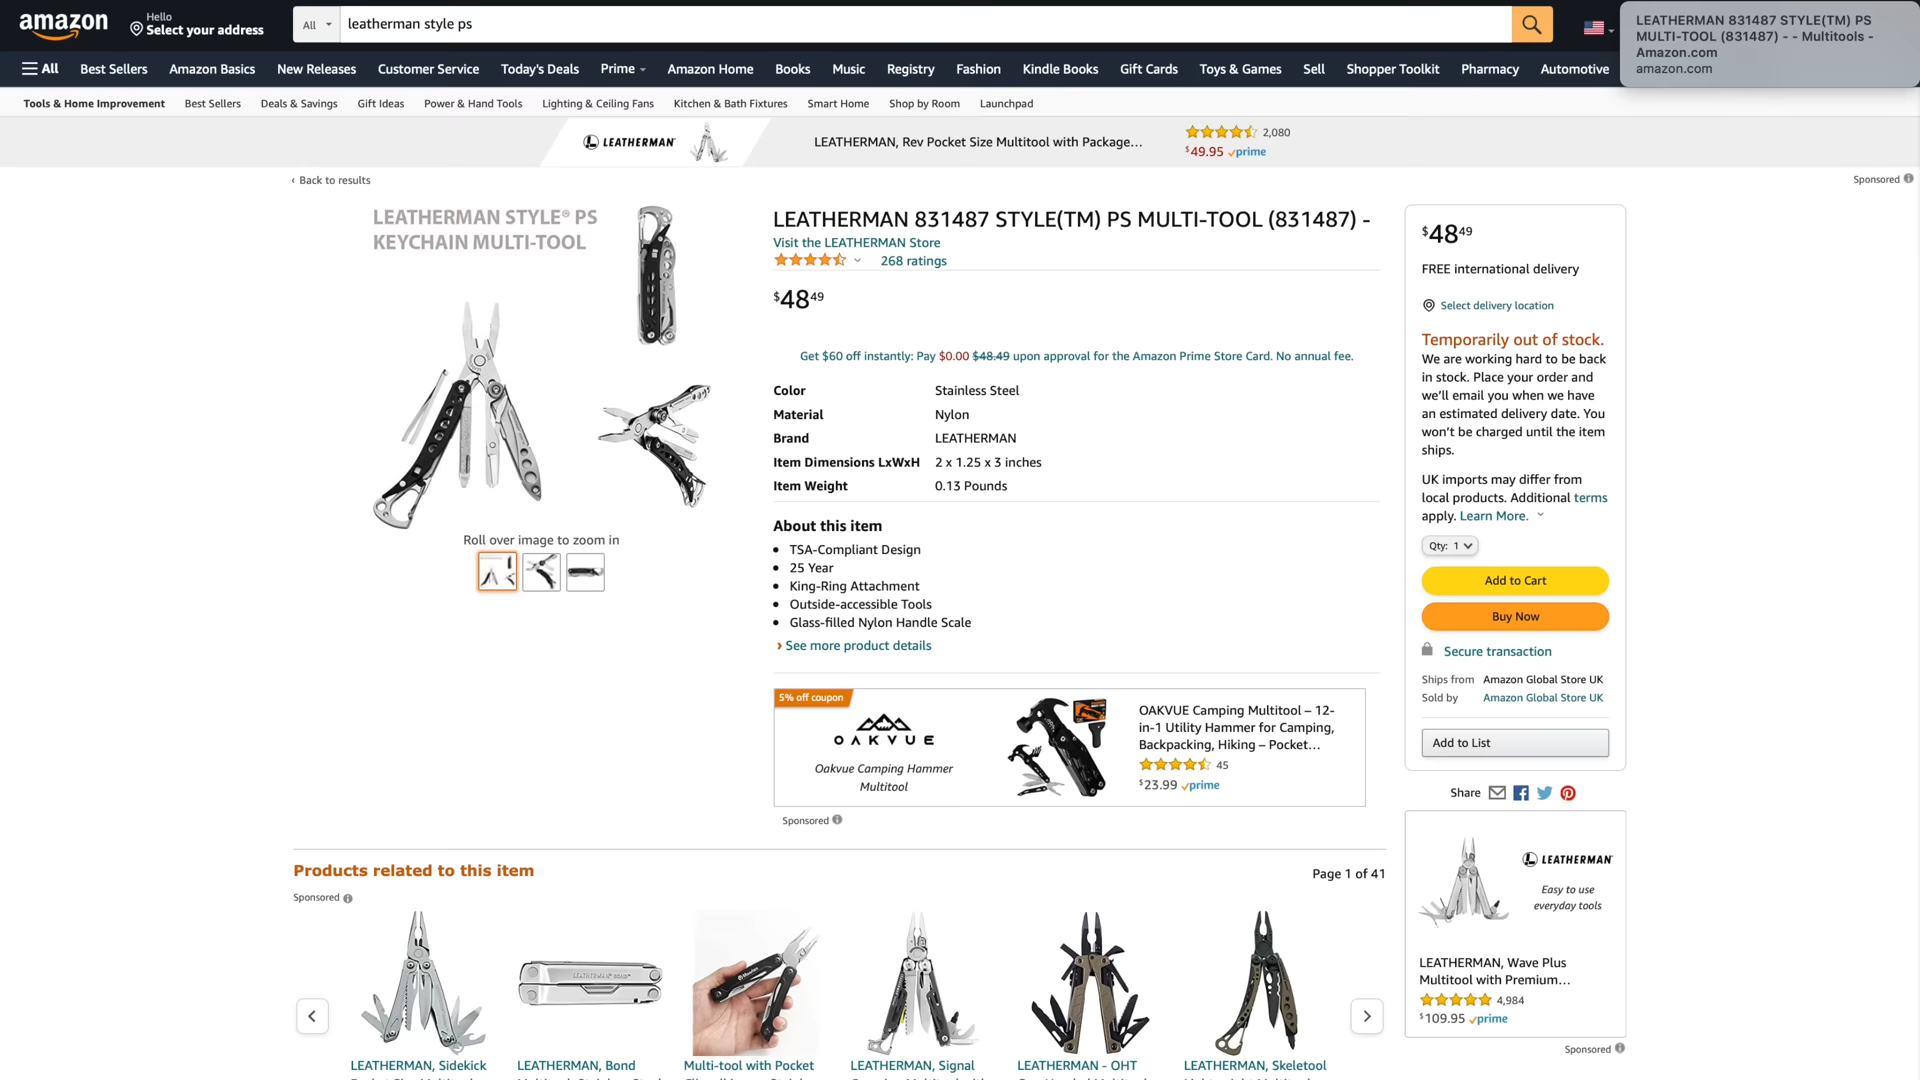 amazon
Hello
Select your address
All
leatherman style ps
LEATHERMAN 831487 STYLE(TM) PS
MULTI-TOOL (831487) - - Multitools -
Amazon.com
amazon.com
All
Best Sellers
Amazon Basics
New Releases
Customer Service
Today's Deals
Prime
Amazon Home
Books
Music
Registry
Fashion
Kindle Books
Gift Cards
Toys & Games
Sell
Shopper Toolkit
Pharmacy
Automotive
Tools & Home Improvement
Best Sellers
Deals & Savings
Gift Ideas
Power & Hand Tools
Lighting & Ceiling Fans
Kitchen & Bath Fixtures
Smart Home
Shop by Room
Launchpad
LEATHERMAN
LEATHERMAN, Rev Pocket Size Multitool with Package…
2,080
$49.95 prime
‹ Back to results
Sponsored
LEATHERMAN STYLE® PS
KEYCHAIN MULTI-TOOL
Roll over image to zoom in
LEATHERMAN 831487 STYLE(TM) PS MULTI-TOOL (831487) -
Visit the LEATHERMAN Store
268 ratings
$48 49
Get $60 off instantly: Pay $0.00 $48.49 upon approval for the Amazon Prime Store Card. No annual fee.
Color Stainless Steel
Material Nylon
Brand LEATHERMAN
Item Dimensions LxWxH 2 x 1.25 x 3 inches
Item Weight 0.13 Pounds
About this item
• TSA-Compliant Design
• 25 Year
• King-Ring Attachment
• Outside-accessible Tools
• Glass-filled Nylon Handle Scale
› See more product details
5% off coupon
OAKVUE
Oakvue Camping Hammer
Multitool
OAKVUE Camping Multitool – 12-
in-1 Utility Hammer for Camping,
Backpacking, Hiking – Pocket…
45
$23.99 prime
Sponsored
$48 49
FREE international delivery
Select delivery location
Temporarily out of stock.
We are working hard to be back
in stock. Place your order and
we'll email you when we have
an estimated delivery date. You
won't be charged until the item
ships.
UK imports may differ from
local products. Additional terms
apply. Learn More.
Qty: 1
Add to Cart
Buy Now
Secure transaction
Ships from Amazon Global Store UK
Sold by Amazon Global Store UK
Add to List
Share
LEATHERMAN
Easy to use
everyday tools
LEATHERMAN, Wave Plus
Multitool with Premium…
4,984
$109.95 prime
Sponsored
Products related to this item
Page 1 of 41
Sponsored
LEATHERMAN, Sidekick
LEATHERMAN, Bond
Multi-tool with Pocket
LEATHERMAN, Signal
LEATHERMAN - OHT
LEATHERMAN, Skeletool